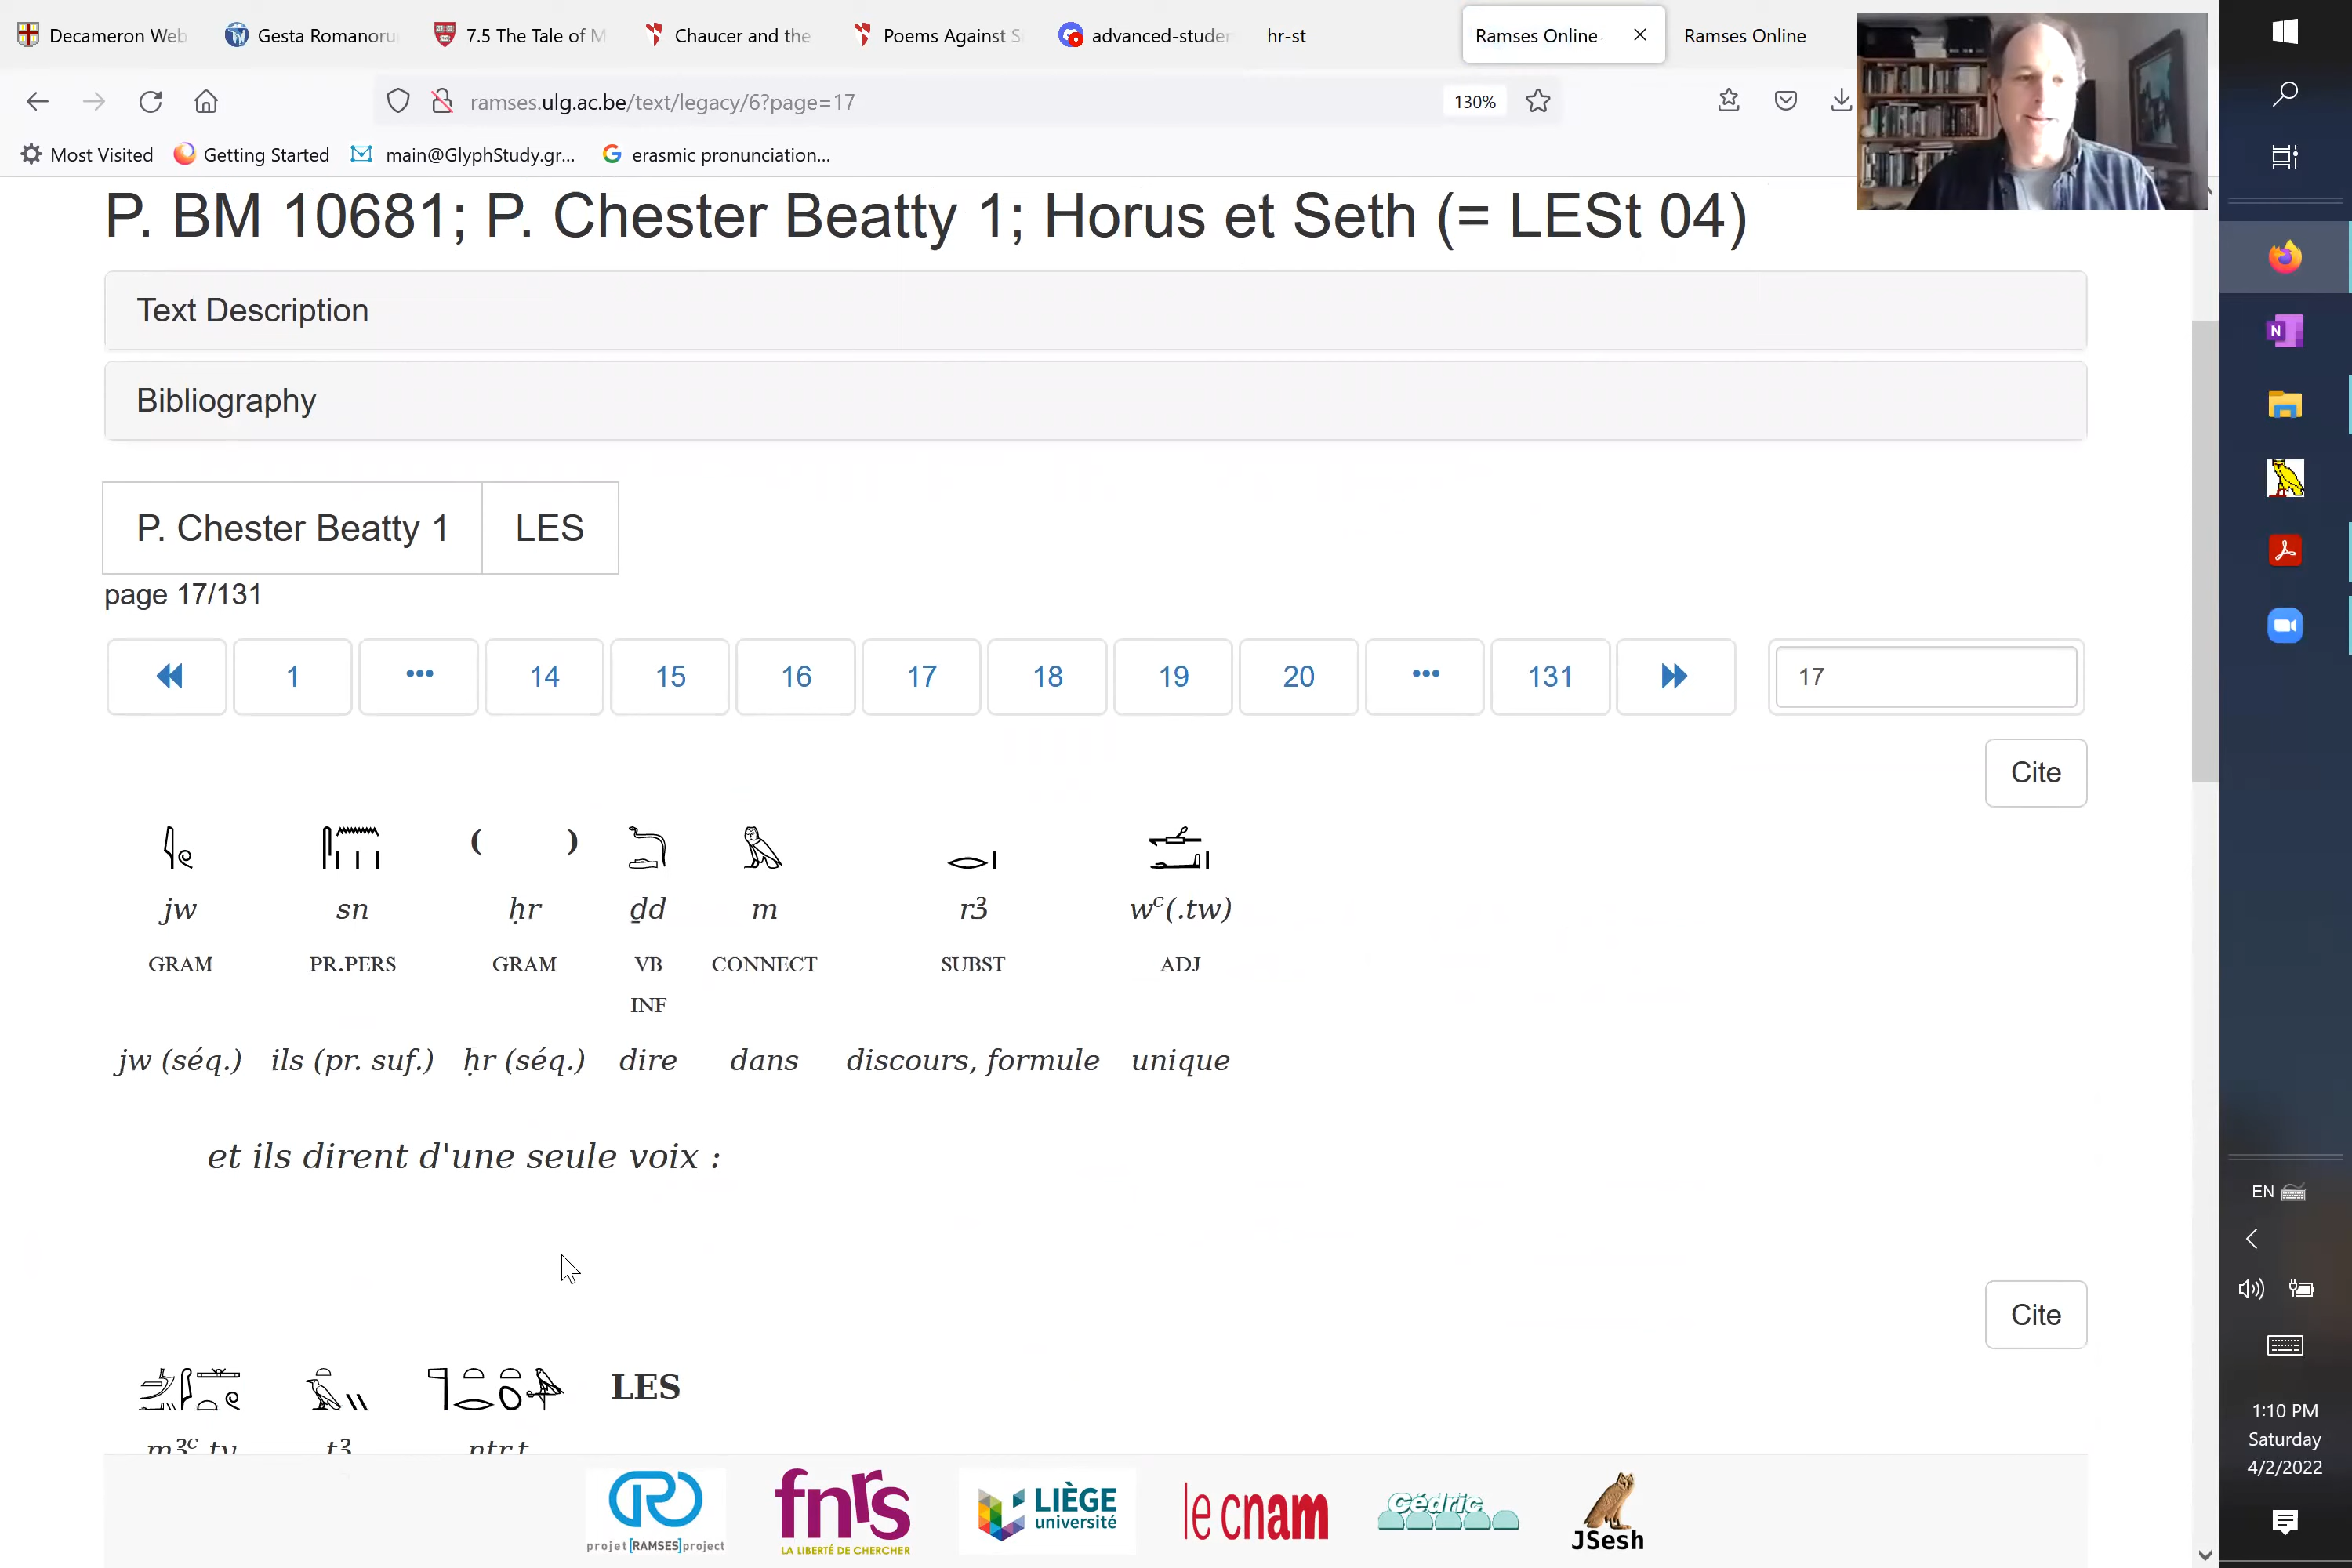 Decameron Web Gesta Romanoru 7.5 The Tale of M Chaucer and the Poems Against S advanced-studen hr-st Ramses Online Ramses Online
ramses.ulg.ac.be/text/legacy/6?page=17 130%
Most Visited Getting Started main@GlyphStudy.gr... erasmic pronunciation...
P. BM 10681; P. Chester Beatty 1; Horus et Seth (= LESt 04)
Text Description
Bibliography
P. Chester Beatty 1 LES
page 17/131
1 ••• 14 15 16 17 18 19 20 ••• 131 17
Cite
( )
jw sn ḥr ḏd m rꜣ wꜥ(.tw)
GRAM PR.PERS GRAM VB CONNECT SUBST ADJ
INF
jw (séq.) ils (pr. suf.) ḥr (séq.) dire dans discours, formule unique
et ils dirent d'une seule voix :
Cite
LES
mꜣꜥ.ty tꜣ nṯr.t
projet [RAMSES] project
fnrs
LA LIBERTÉ DE CHERCHER
LIÈGE
université
le cnam
Cédric
JSesh
N
EN
1:10 PM
Saturday
4/2/2022